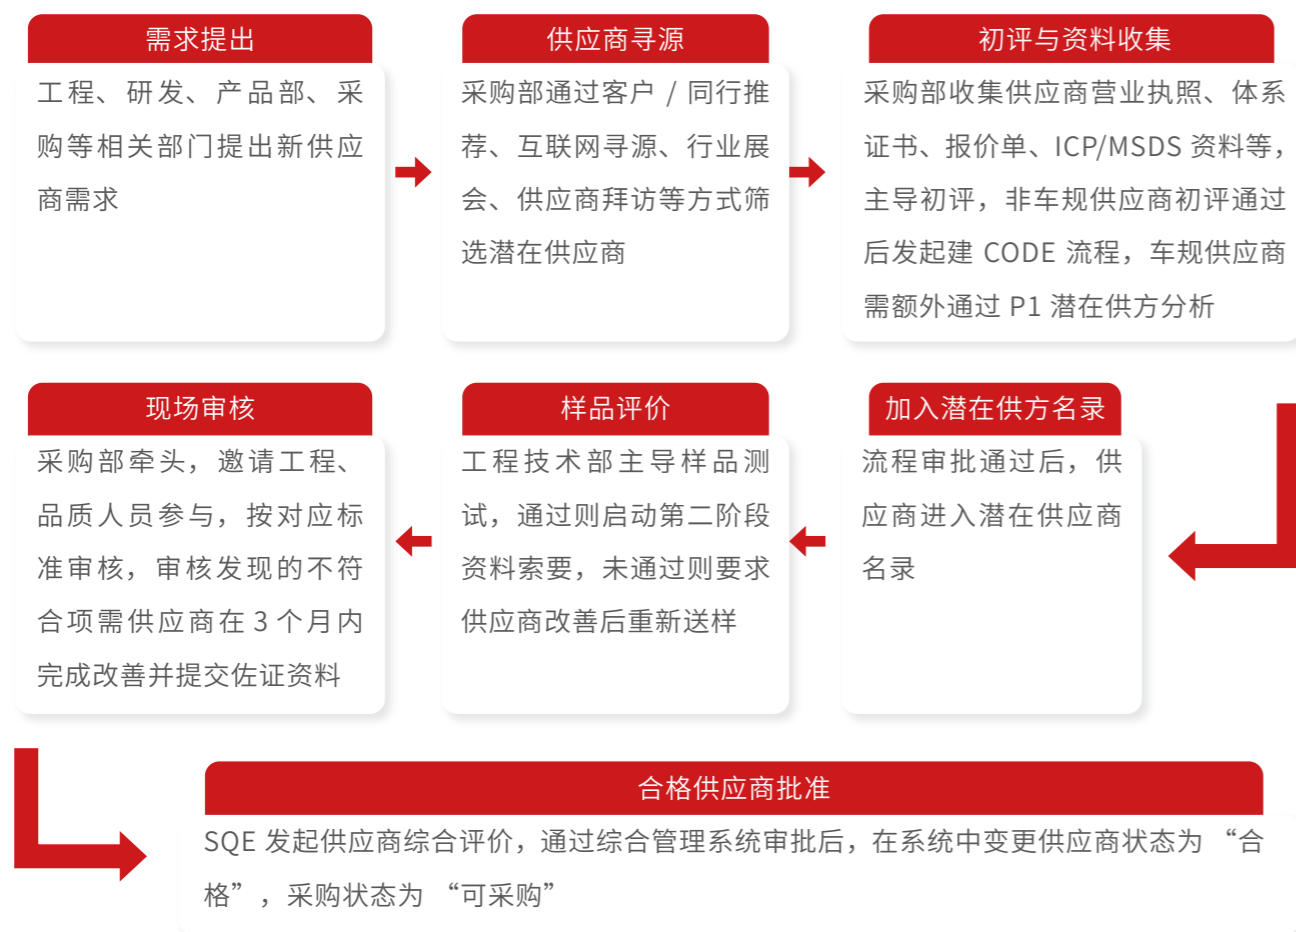 需求提出
工程、研发、产品部、采
购等相关部门提出新供应
商需求
供应商寻源
采购部通过客户 / 同行推
荐、互联网寻源、行业展
会、供应商拜访等方式筛
选潜在供应商
初评与资料收集
采购部收集供应商营业执照、体系
证书、报价单、ICP/MSDS 资料等，
主导初评，非车规供应商初评通过
后发起建 CODE 流程，车规供应商
需额外通过 P1 潜在供方分析
加入潜在供方名录
流程审批通过后，供
应商进入潜在供应商
名录
样品评价
工程技术部主导样品测
试，通过则启动第二阶段
资料索要，未通过则要求
供应商改善后重新送样
现场审核
采购部牵头，邀请工程、
品质人员参与，按对应标
准审核，审核发现的不符
合项需供应商在 3 个月内
完成改善并提交佐证资料
合格供应商批准
SQE 发起供应商综合评价，通过综合管理系统审批后，在系统中变更供应商状态为 “合
格”，采购状态为 “可采购”